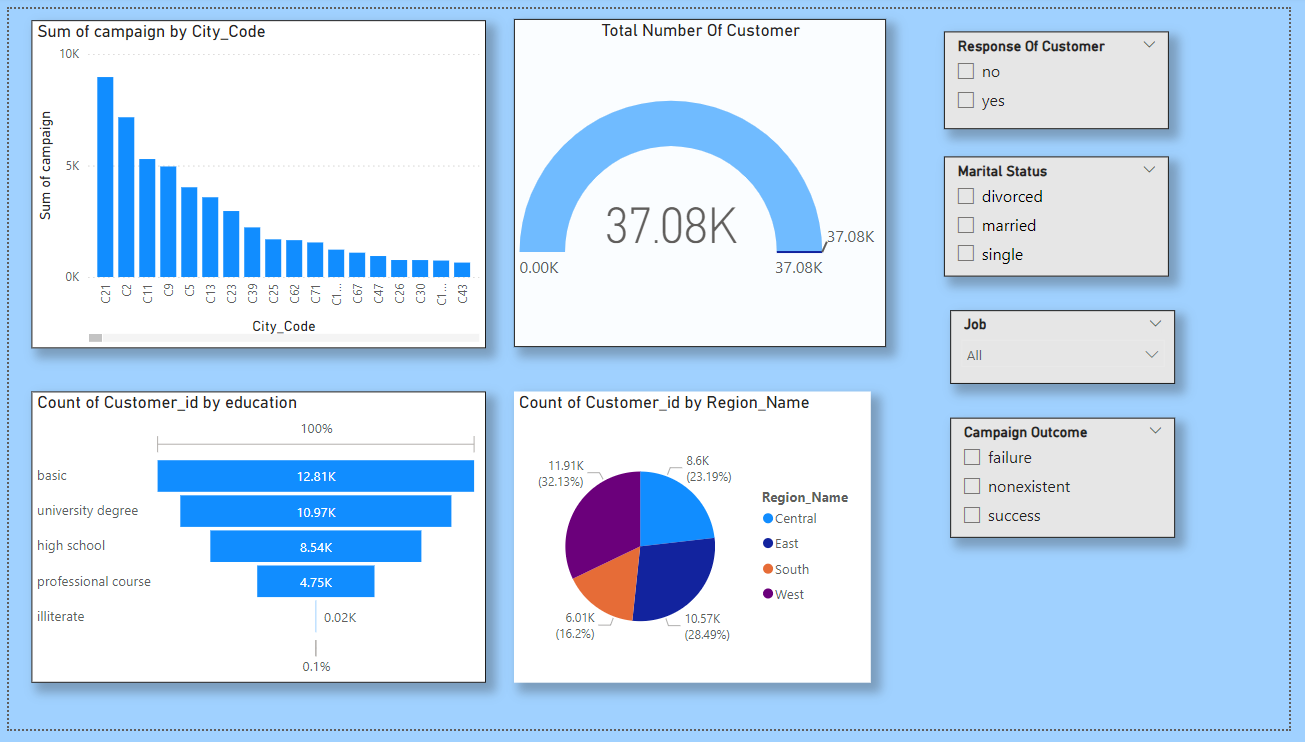 Sum of campaign by City_Code
10K
5K
0K
Sum of campaign
C21
C2
C11
C9
C5
C13
C23
C39
C25
C62
C71
C1...
C67
C47
C26
C30
C1...
C43
City_Code
Total Number Of Customer
37.08K
37.08K
0.00K
37.08K
Response Of Customer
no
yes
Marital Status
divorced
married
single
Job
All
Campaign Outcome
failure
nonexistent
success
Count of Customer_id by education
100%
basic
12.81K
university degree
10.97K
high school
8.54K
professional course
4.75K
illiterate
0.02K
0.1%
Count of Customer_id by Region_Name
11.91K
(32.13%)
8.6K
(23.19%)
6.01K
(16.2%)
10.57K
(28.49%)
Region_Name
Central
East
South
West